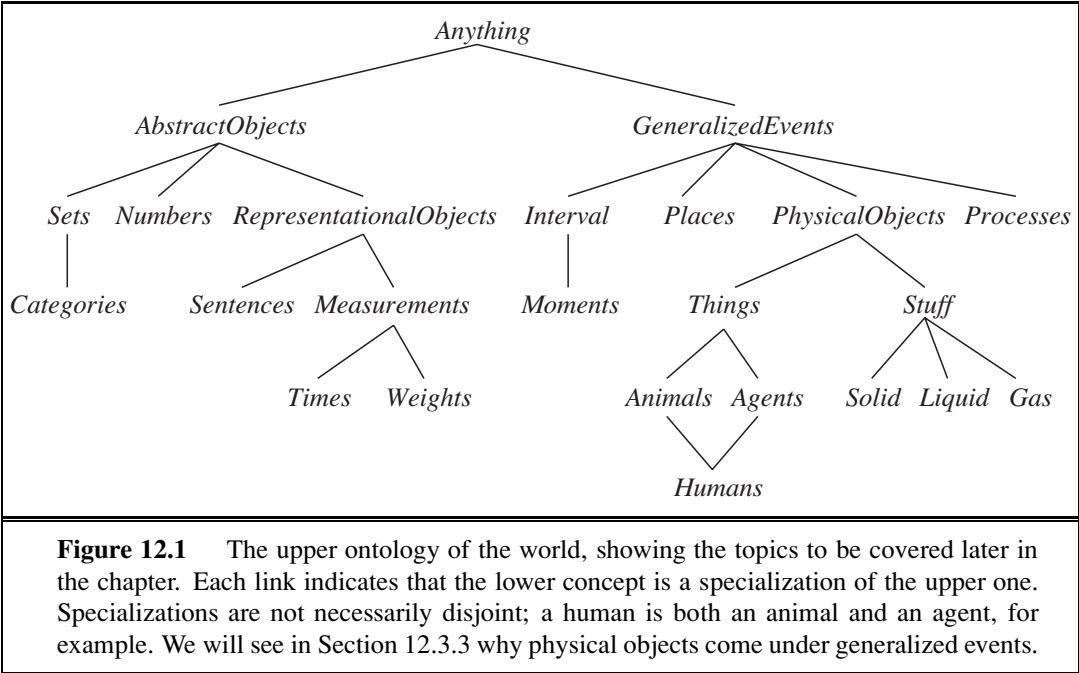 Anything
AbstractObjects GeneralizedEvents
Sets Numbers RepresentationalObjects Interval Places PhysicalObjects Processes
Categories Sentences Measurements Moments Things Stuff
Times Weights Animals Agents Solid Liquid Gas
Humans
Figure 12.1 The upper ontology of the world, showing the topics to be covered later in
the chapter. Each link indicates that the lower concept is a specialization of the upper one.
Specializations are not necessarily disjoint; a human is both an animal and an agent, for
example. We will see in Section 12.3.3 why physical objects come under generalized events.